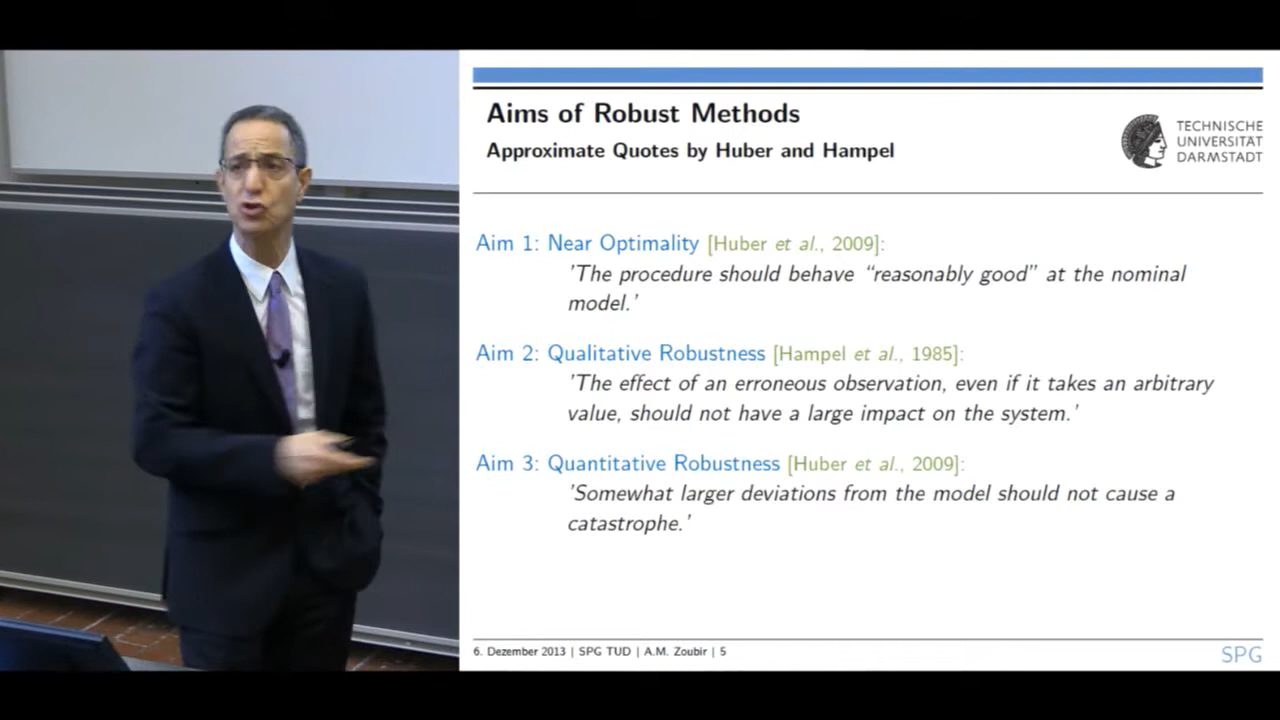 Aims of Robust Methods
Approximate Quotes by Huber and Hampel
TECHNISCHE
UNIVERSITÄT
DARMSTADT
Aim 1: Near Optimality [Huber et al., 2009]:
'The procedure should behave “reasonably good” at the nominal
model.'
Aim 2: Qualitative Robustness [Hampel et al., 1985]:
'The effect of an erroneous observation, even if it takes an arbitrary
value, should not have a large impact on the system.'
Aim 3: Quantitative Robustness [Huber et al., 2009]:
'Somewhat larger deviations from the model should not cause a
catastrophe.'
6. Dezember 2013 | SPG TUD | A.M. Zoubir | 5
SPG